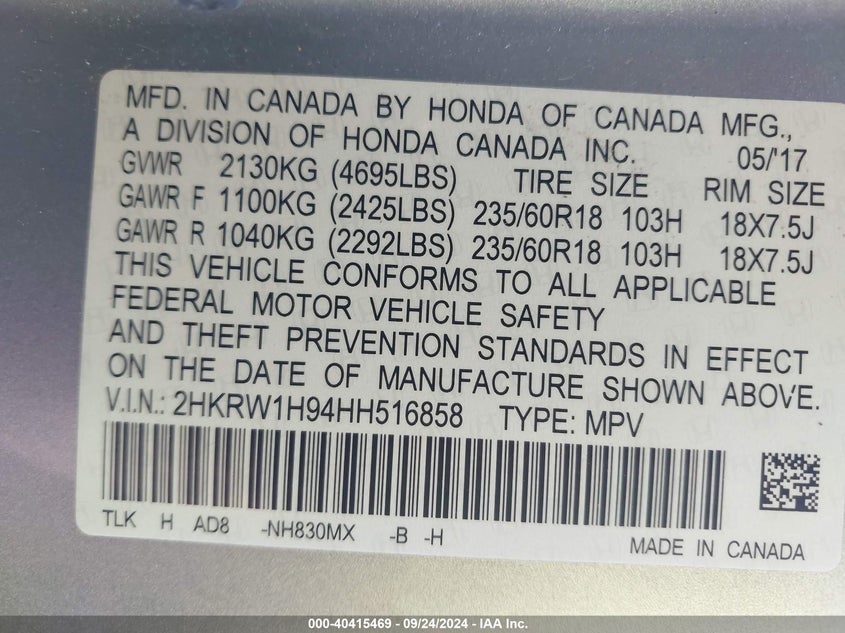 MFD. IN CANADA BY HONDA OF CANADA MFG.,
A DIVISION OF HONDA CANADA INC. 05/'17
GVWR 2130KG (4695LBS) TIRE SIZE RIM SIZE
GAWR F 1100KG (2425LBS) 235/60R18 103H 18X7.5J
GAWR R 1040KG (2292LBS) 235/60R18 103H 18X7.5J
THIS VEHICLE CONFORMS TO ALL APPLICABLE
FEDERAL MOTOR VEHICLE SAFETY
AND THEFT PREVENTION STANDARDS IN EFFECT
ON THE DATE OF MANUFACTURE SHOWN ABOVE.
V.I.N.: 2HKRW1H94HH516858 TYPE: MPV
TLK H AD8 -NH830MX -B -H
MADE IN CANADA
000-40415469 - 09/24/2024 - IAA Inc.